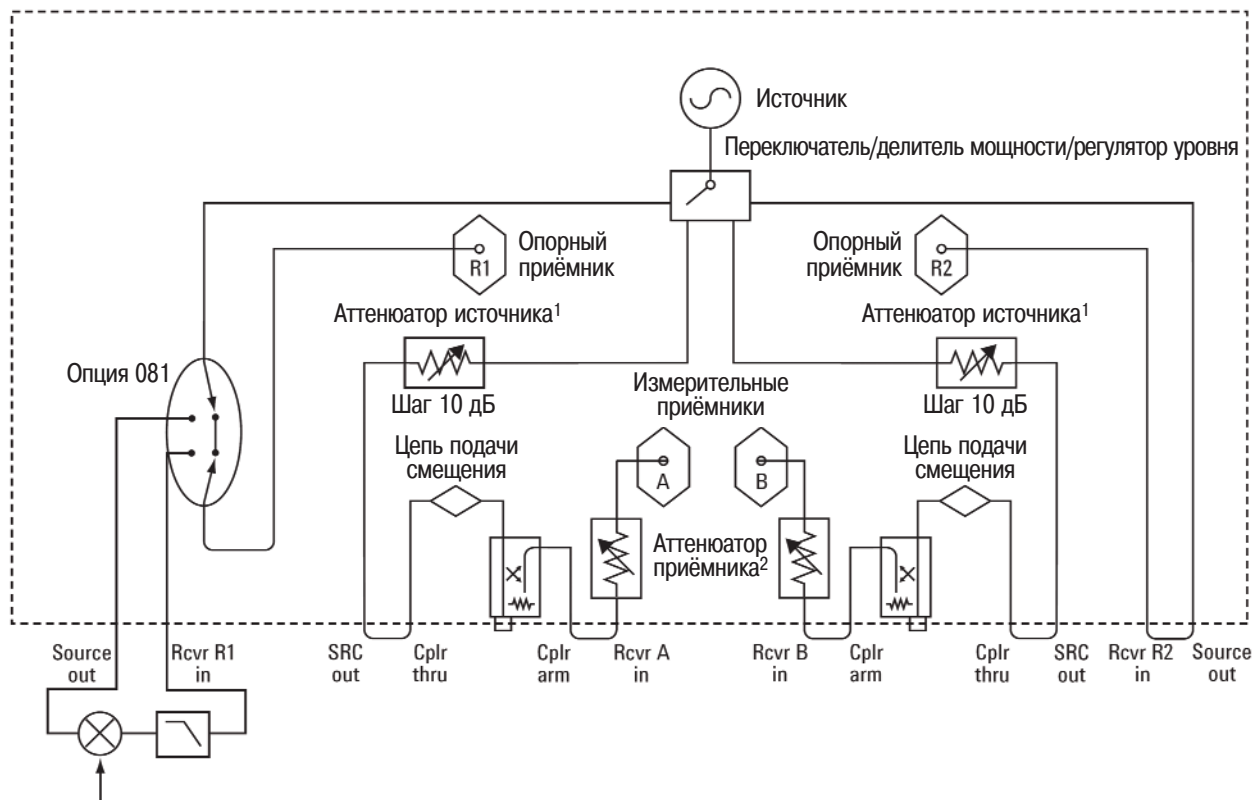 Источник
Переключатель/делитель мощности/регулятор уровня
Опорный
приёмник
R1
Опорный
приёмник
R2
Аттенюатор источника1
Аттенюатор источника1
Опция 081
Шаг 10 дБ
Измерительные
приёмники
Шаг 10 дБ
Цепь подачи
смещения
A
B
Цепь подачи
смещения
Аттенюатор
приёмника2
Source
out
Rcvr R1
in
SRC
out
Cplr
thru
Cplr
arm
Rcvr A
in
Rcvr B
in
Cplr
arm
Cplr
thru
SRC
out
Rcvr R2
in
Source
out